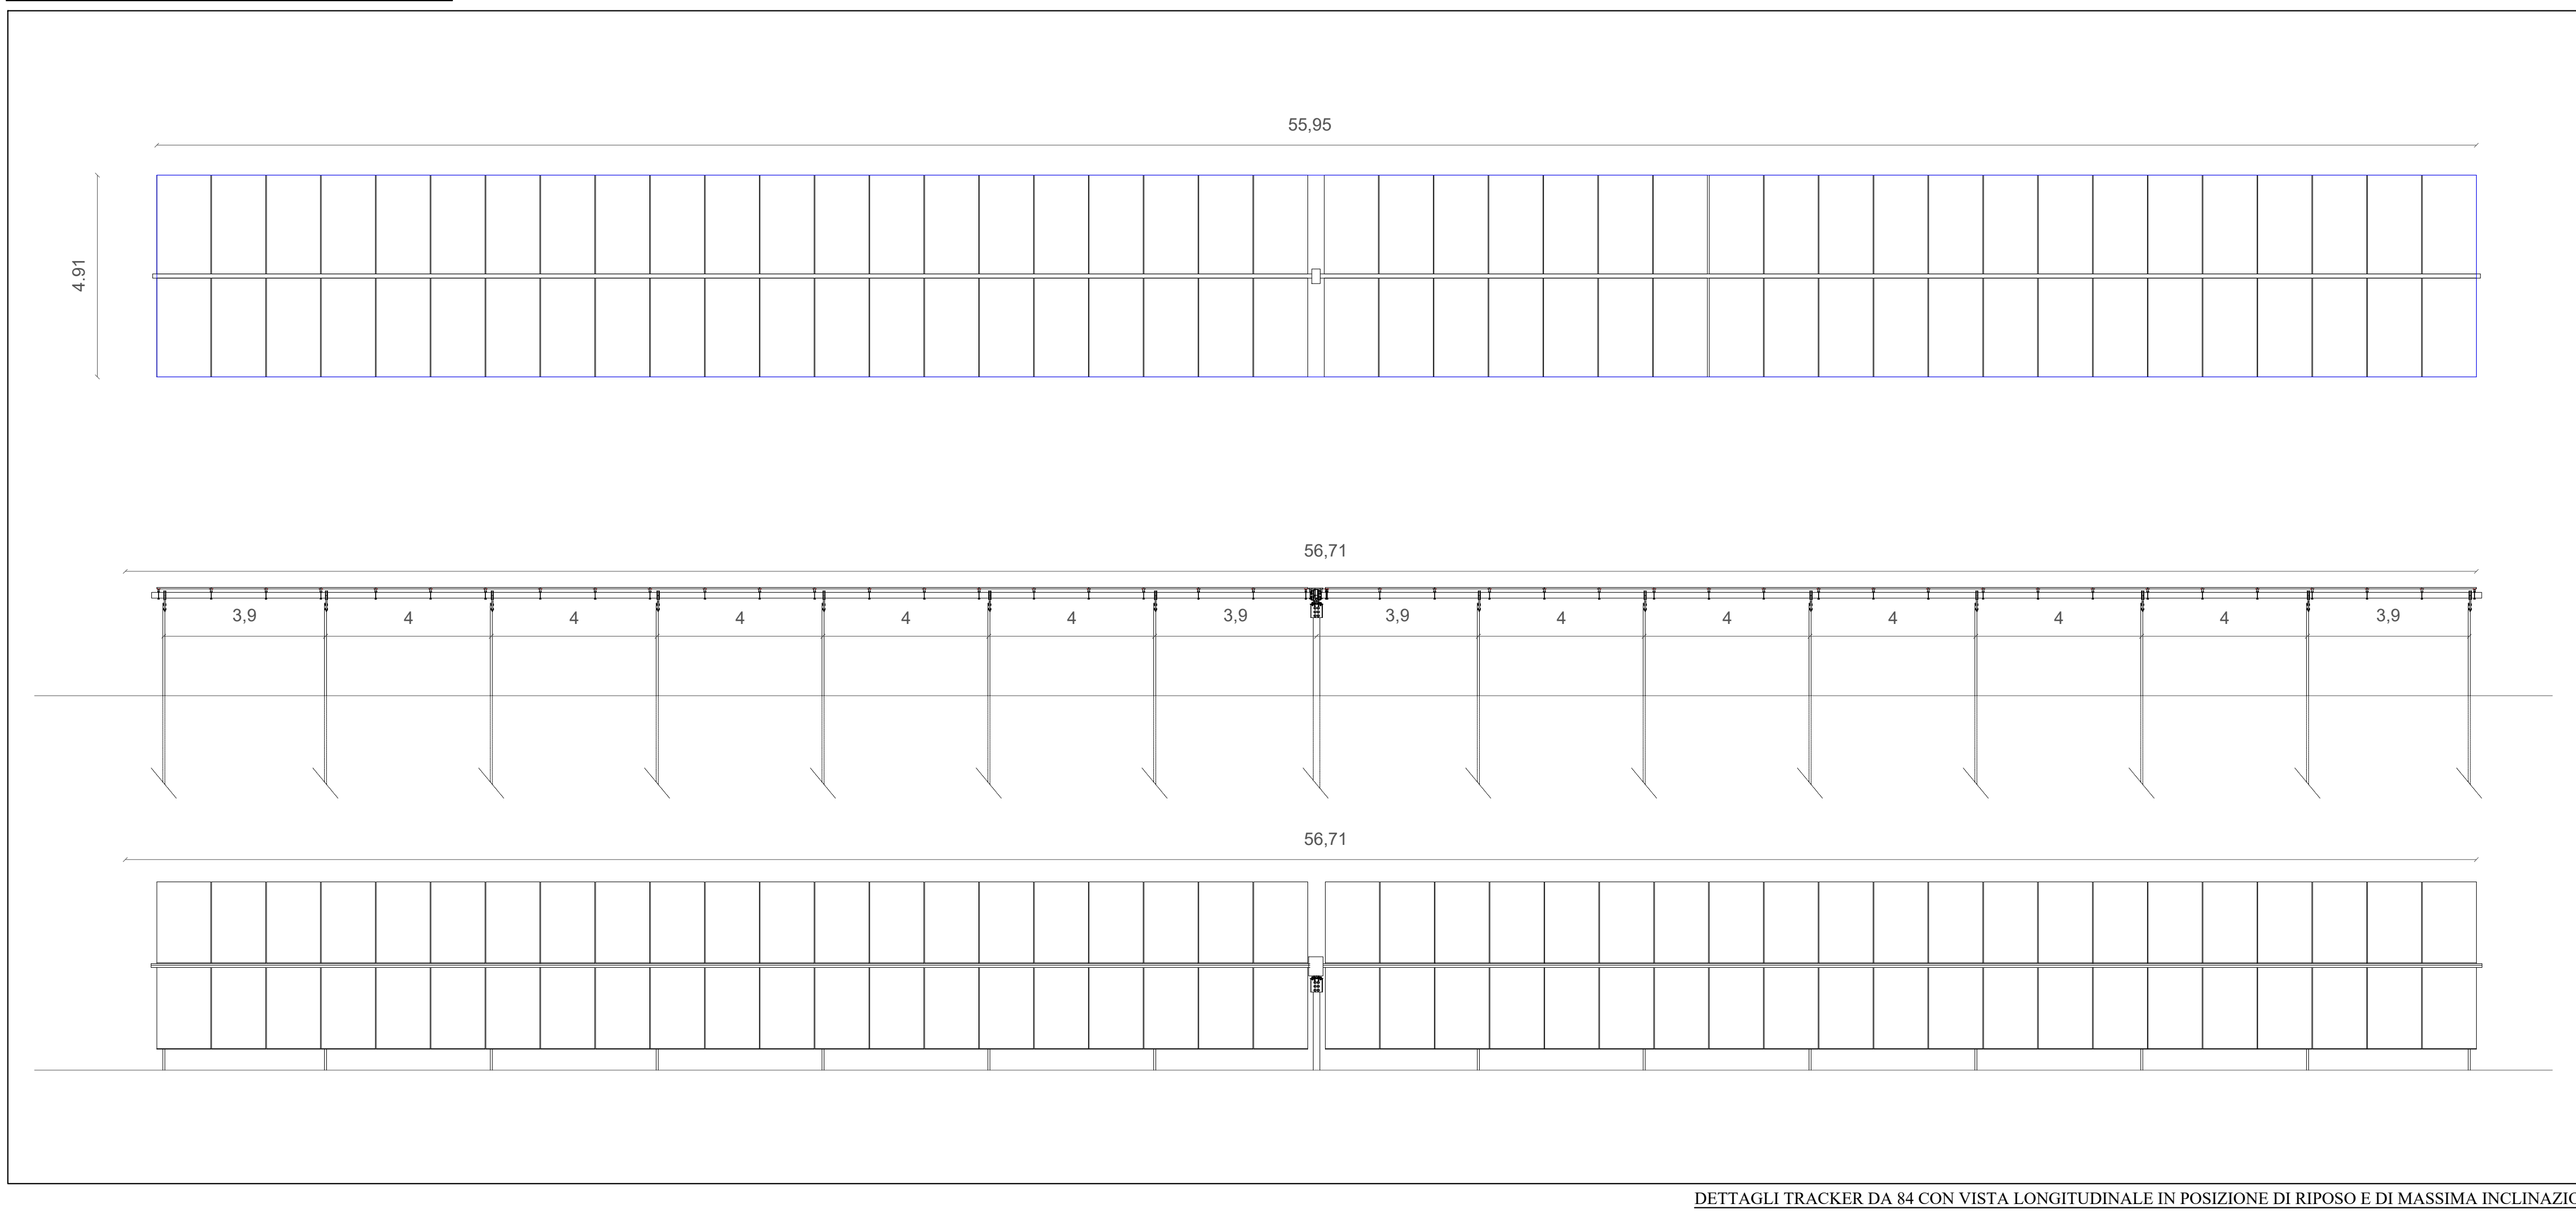 55,95
4.91
56,71
3,9 4 4 4 4 4 3,9 3,9 4 4 4 4 4 3,9
56,71
DETTAGLI TRACKER DA 84 CON VISTA LONGITUDINALE IN POSIZIONE DI RIPOSO E DI MASSIMA INCLINAZIO